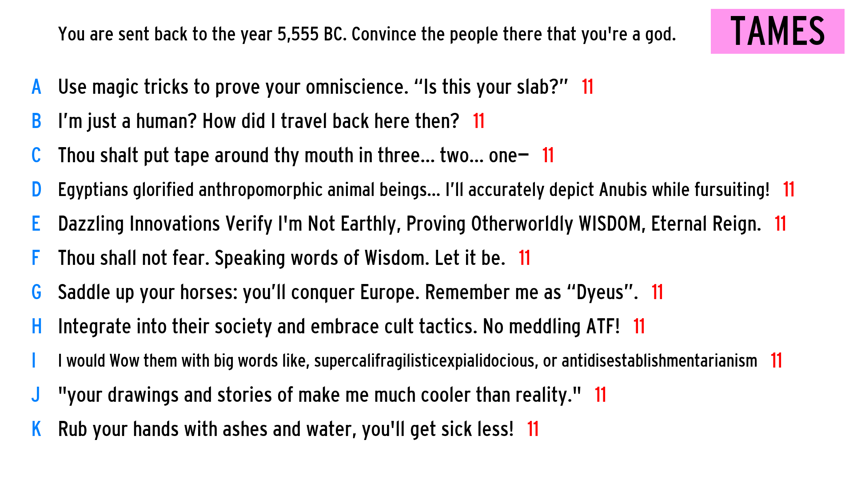 You are sent back to the year 5,555 BC. Convince the people there that you're a god.
TAMES
A Use magic tricks to prove your omniscience. “Is this your slab?” 11
B I’m just a human? How did I travel back here then? 11
C Thou shalt put tape around thy mouth in three... two... one— 11
D Egyptians glorified anthropomorphic animal beings... I’ll accurately depict Anubis while fursuiting! 11
E Dazzling Innovations Verify I'm Not Earthly, Proving Otherworldly WISDOM, Eternal Reign. 11
F Thou shall not fear. Speaking words of Wisdom. Let it be. 11
G Saddle up your horses: you’ll conquer Europe. Remember me as “Dyeus”. 11
H Integrate into their society and embrace cult tactics. No meddling ATF! 11
I I would Wow them with big words like, supercalifragilisticexpialidocious, or antidisestablishmentarianism 11
J "your drawings and stories of make me much cooler than reality." 11
K Rub your hands with ashes and water, you'll get sick less! 11